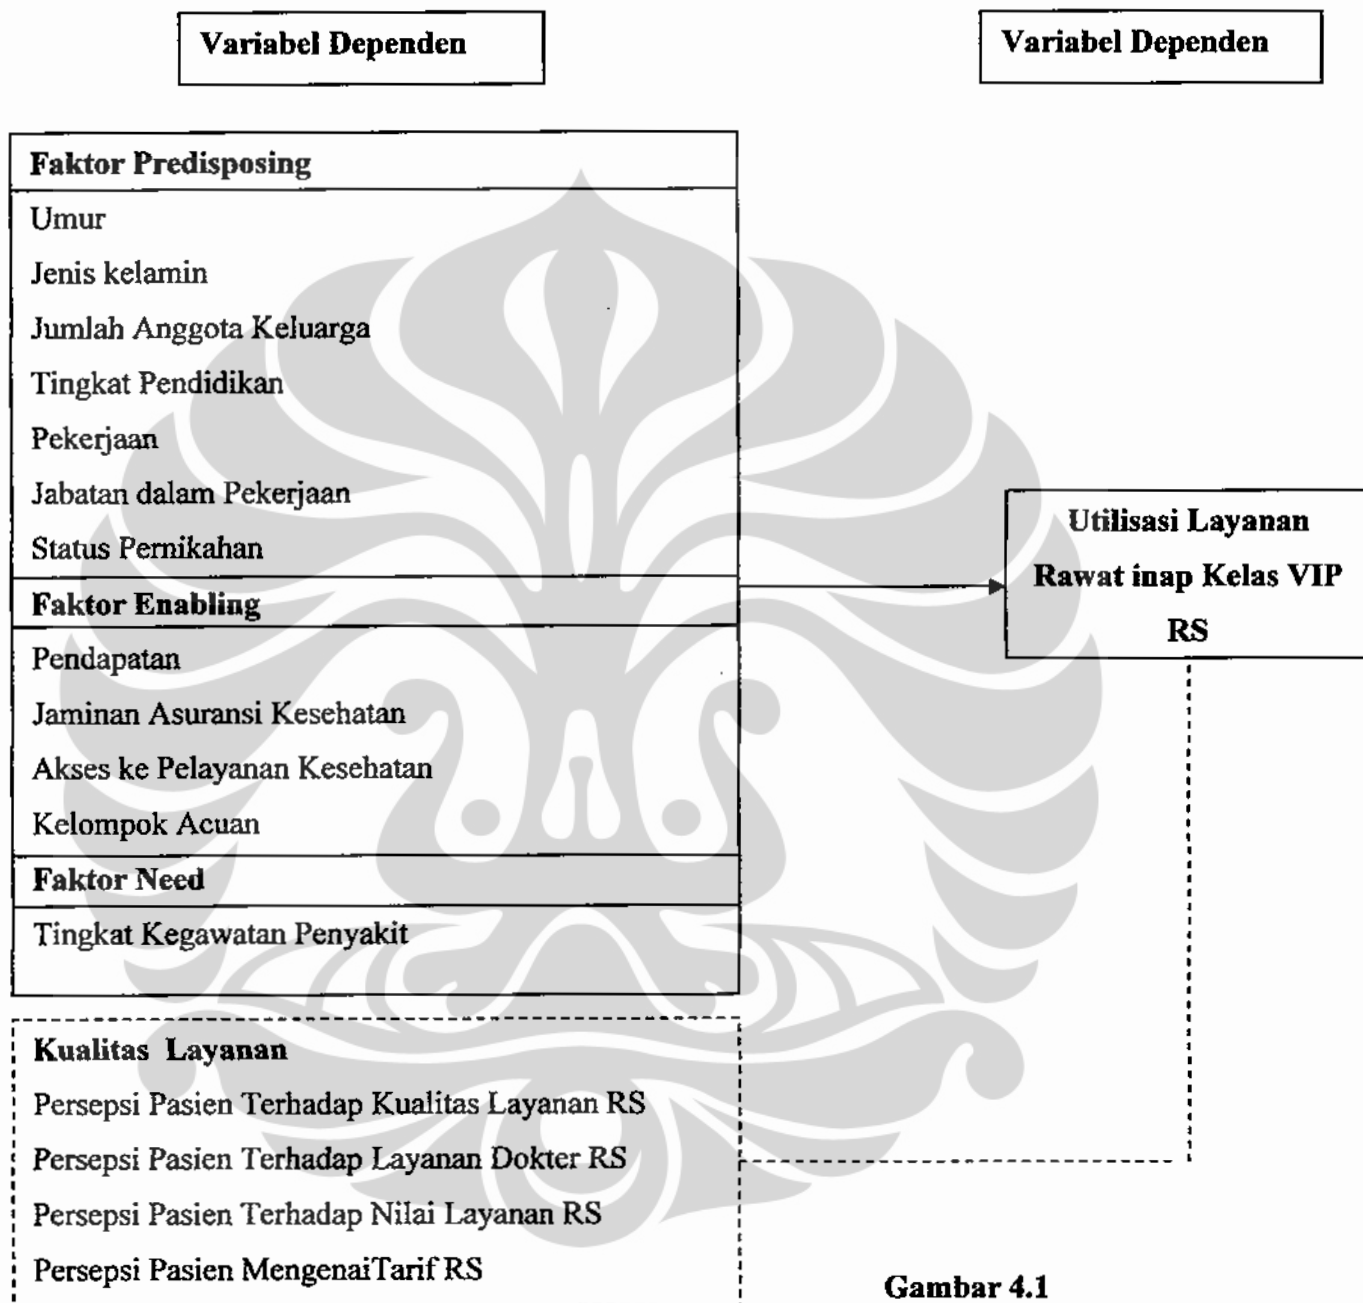 Variabel Dependen
Variabel Dependen
Faktor Predisposing
Umur
Jenis kelamin
Jumlah Anggota Keluarga
Tingkat Pendidikan
Pekerjaan
Jabatan dalam Pekerjaan
Status Pernikahan
Faktor Enabling
Pendapatan
Jaminan Asuransi Kesehatan
Akses ke Pelayanan Kesehatan
Kelompok Acuan
Faktor Need
Tingkat Kegawatan Penyakit
Utilisasi Layanan
Rawat inap Kelas VIP
RS
Kualitas Layanan
Persepsi Pasien Terhadap Kualitas Layanan RS
Persepsi Pasien Terhadap Layanan Dokter RS
Persepsi Pasien Terhadap Nilai Layanan RS
Persepsi Pasien MengenaiTarif RS
Gambar 4.1